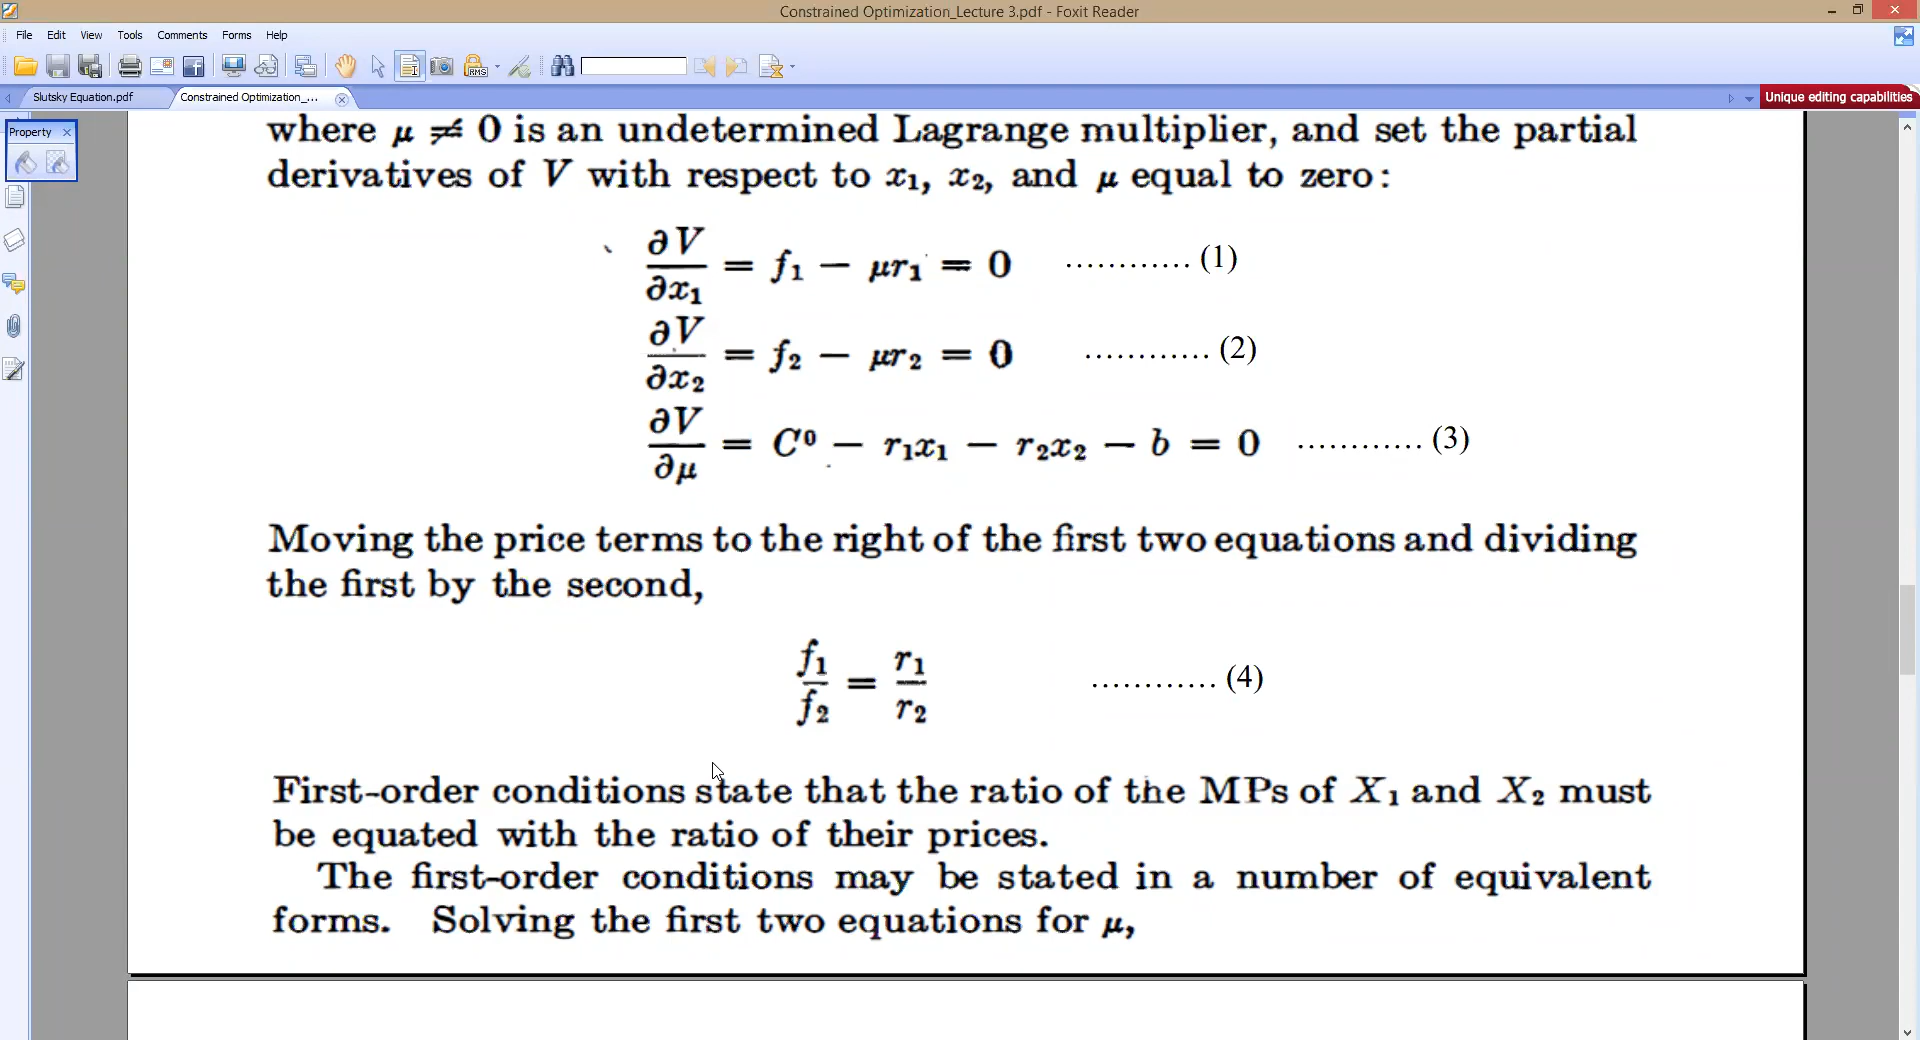 Constrained Optimization_Lecture 3.pdf - Foxit Reader
File Edit View Tools Comments Forms Help
RMS
Slutsky Equation.pdf Constrained Optimization_... Unique editing capabilities
Property
where μ ≠ 0 is an undetermined Lagrange multiplier, and set the partial
derivatives of V with respect to x₁, x₂, and μ equal to zero:
∂V/∂x₁ = f₁ − μr₁ = 0 ............ (1)
∂V/∂x₂ = f₂ − μr₂ = 0 ............ (2)
∂V/∂μ = C⁰ − r₁x₁ − r₂x₂ − b = 0 ............ (3)
Moving the price terms to the right of the first two equations and dividing
the first by the second,
f₁/f₂ = r₁/r₂ ............ (4)
First-order conditions state that the ratio of the MPs of X₁ and X₂ must
be equated with the ratio of their prices.
The first-order conditions may be stated in a number of equivalent
forms. Solving the first two equations for μ,